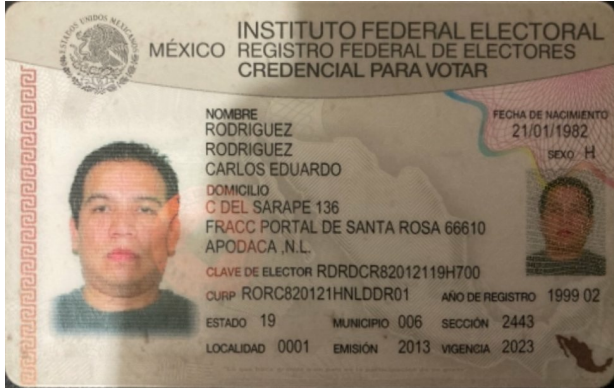 ESTADOS UNIDOS MEXICANOS
MÉXICO
INSTITUTO FEDERAL ELECTORAL
REGISTRO FEDERAL DE ELECTORES
CREDENCIAL PARA VOTAR
NOMBRE
RODRIGUEZ
RODRIGUEZ
CARLOS EDUARDO
FECHA DE NACIMIENTO
21/01/1982
SEXO H
DOMICILIO
C DEL SARAPE 136
FRACC PORTAL DE SANTA ROSA 66610
APODACA ,N.L.
CLAVE DE ELECTOR RDRDCR82012119H700
CURP RORC820121HNLDDR01 AÑO DE REGISTRO 1999 02
ESTADO 19 MUNICIPIO 006 SECCIÓN 2443
LOCALIDAD 0001 EMISIÓN 2013 VIGENCIA 2023